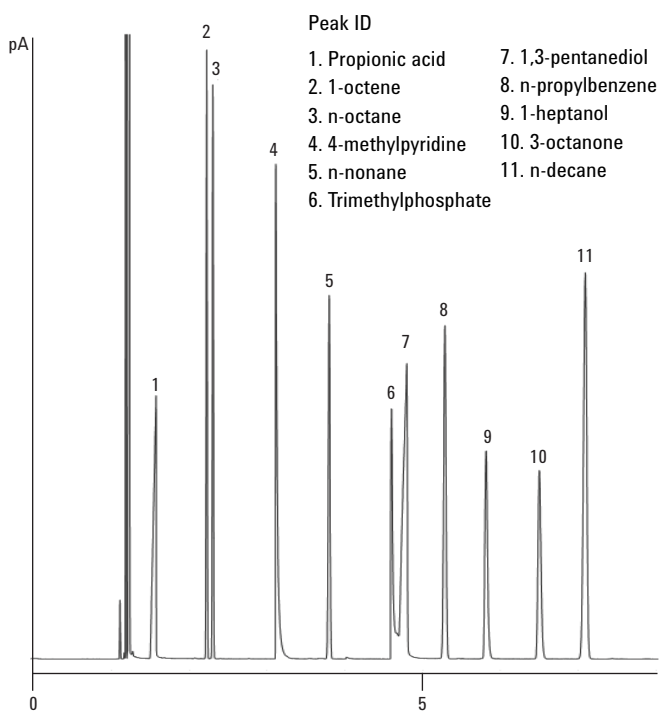 Peak ID
1. Propionic acid
2. 1-octene
3. n-octane
4. 4-methylpyridine
5. n-nonane
6. Trimethylphosphate
7. 1,3-pentanediol
8. n-propylbenzene
9. 1-heptanol
10. 3-octanone
11. n-decane
pA
1
2
3
4
5
6
7
8
9
10
11
0
5